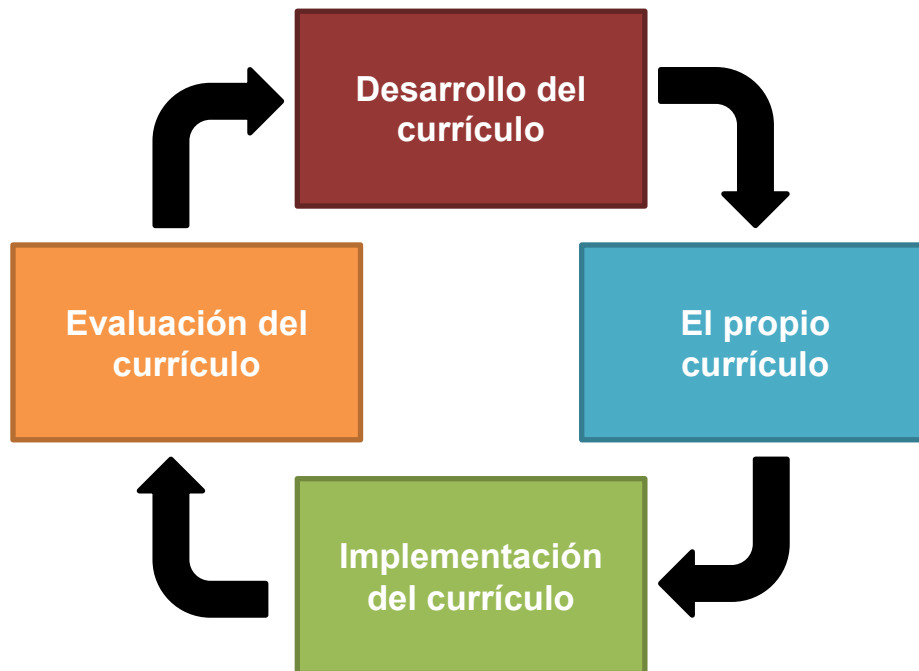 Desarrollo del
currículo
Evaluación del
currículo
El propio
currículo
Implementación
del currículo